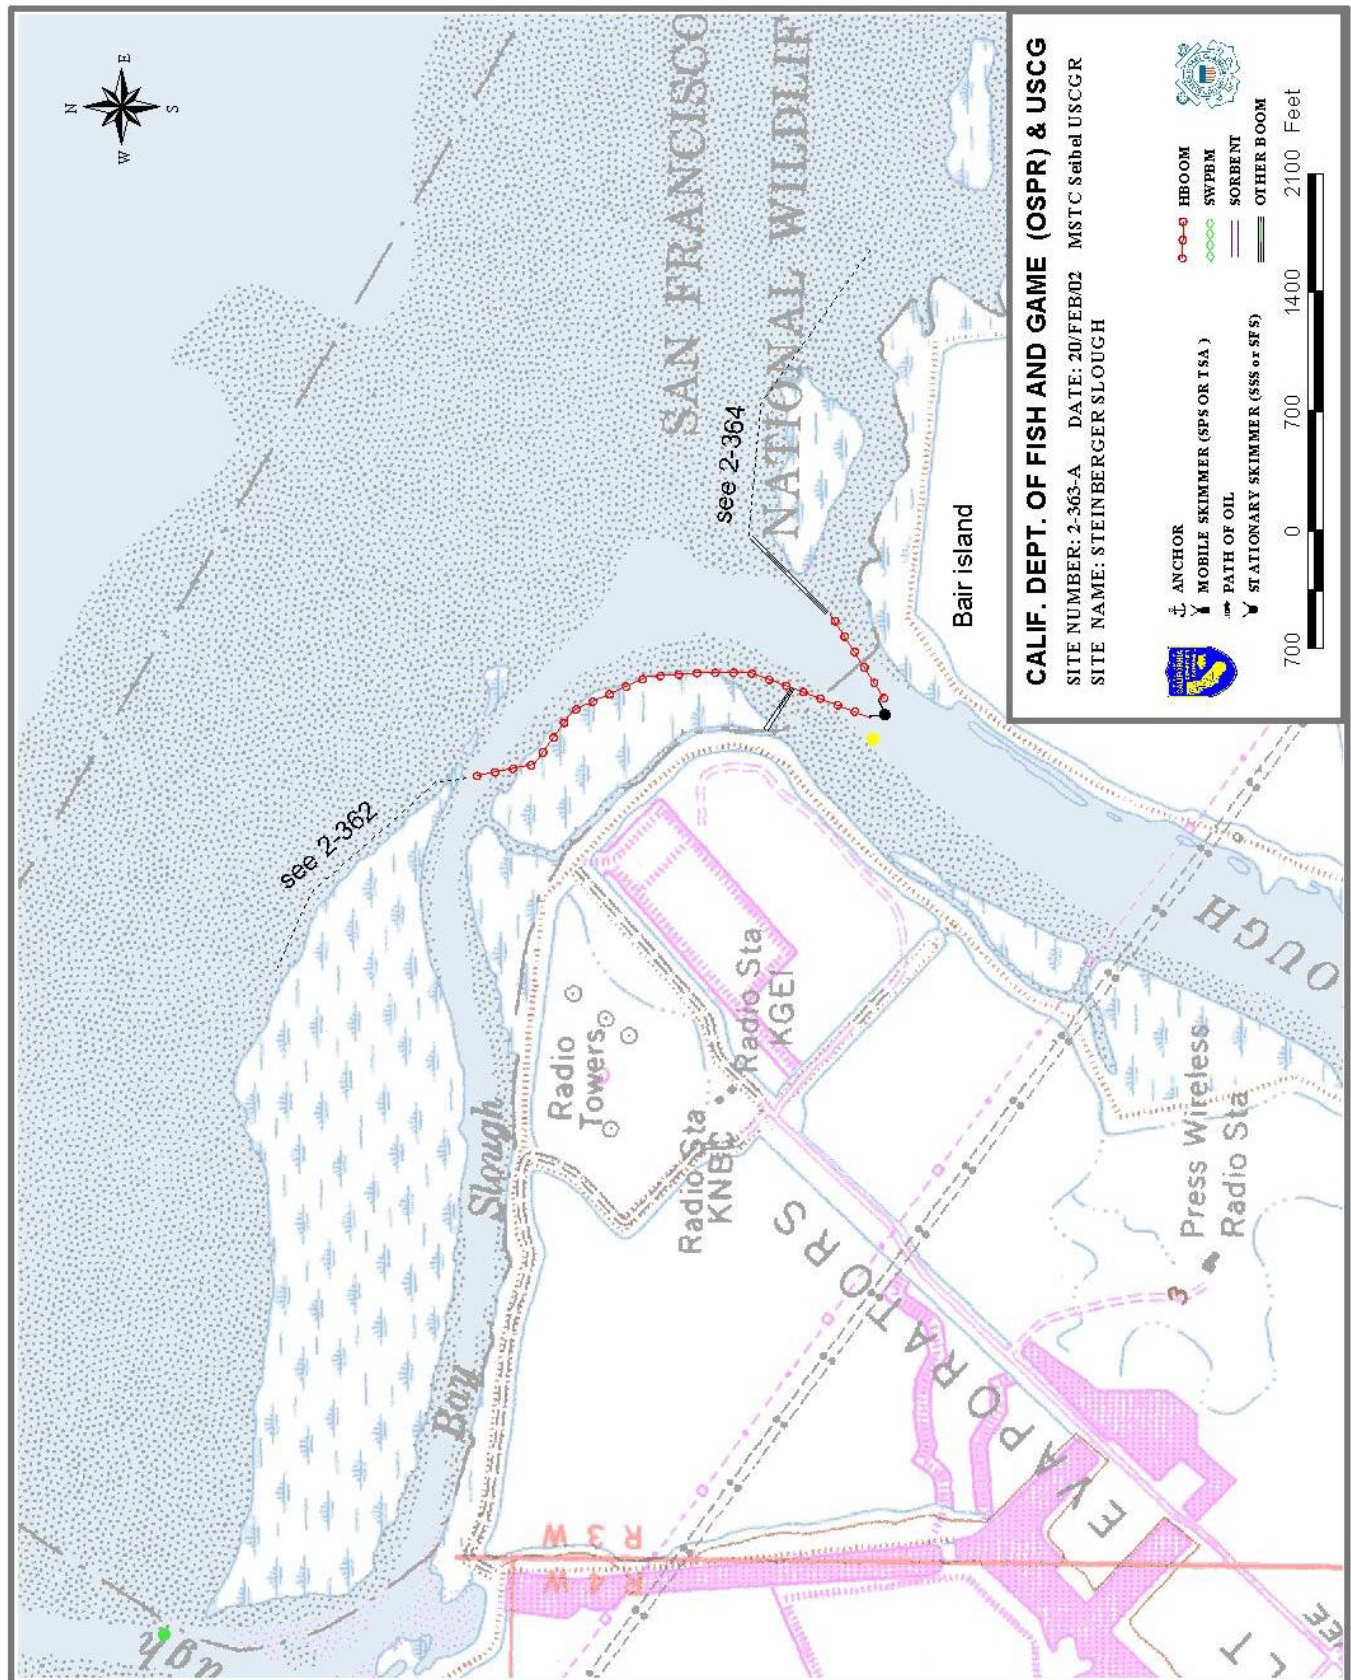 N
E
S
W
SAN FRANCISCO
NATIONAL WILDLIF
see 2-364
see 2-362
Bair island
Radio
Towers
Radio Sta
KGEI
Radio Sta
KNBC
Slough
Bay
ugh
OUGH
Press Wireless
Radio Sta
3
EVAPORATORS
R 3 W
R 4 W
LT
EE
CALIF. DEPT. OF FISH AND GAME (OSPR) & USCG
SITE NUMBER: 2-363-A DATE: 20/FEB/02 MSTC Seibel USCGR
SITE NAME: STEINBERGER SLOUGH
ANCHOR
MOBILE SKIMMER (SPS OR TSA )
PATH OF OIL
STATIONARY SKIMMER (SSS or SFS)
HBOOM
SWPBM
SORBENT
OTHER BOOM
700 0 700 1400 2100 Feet